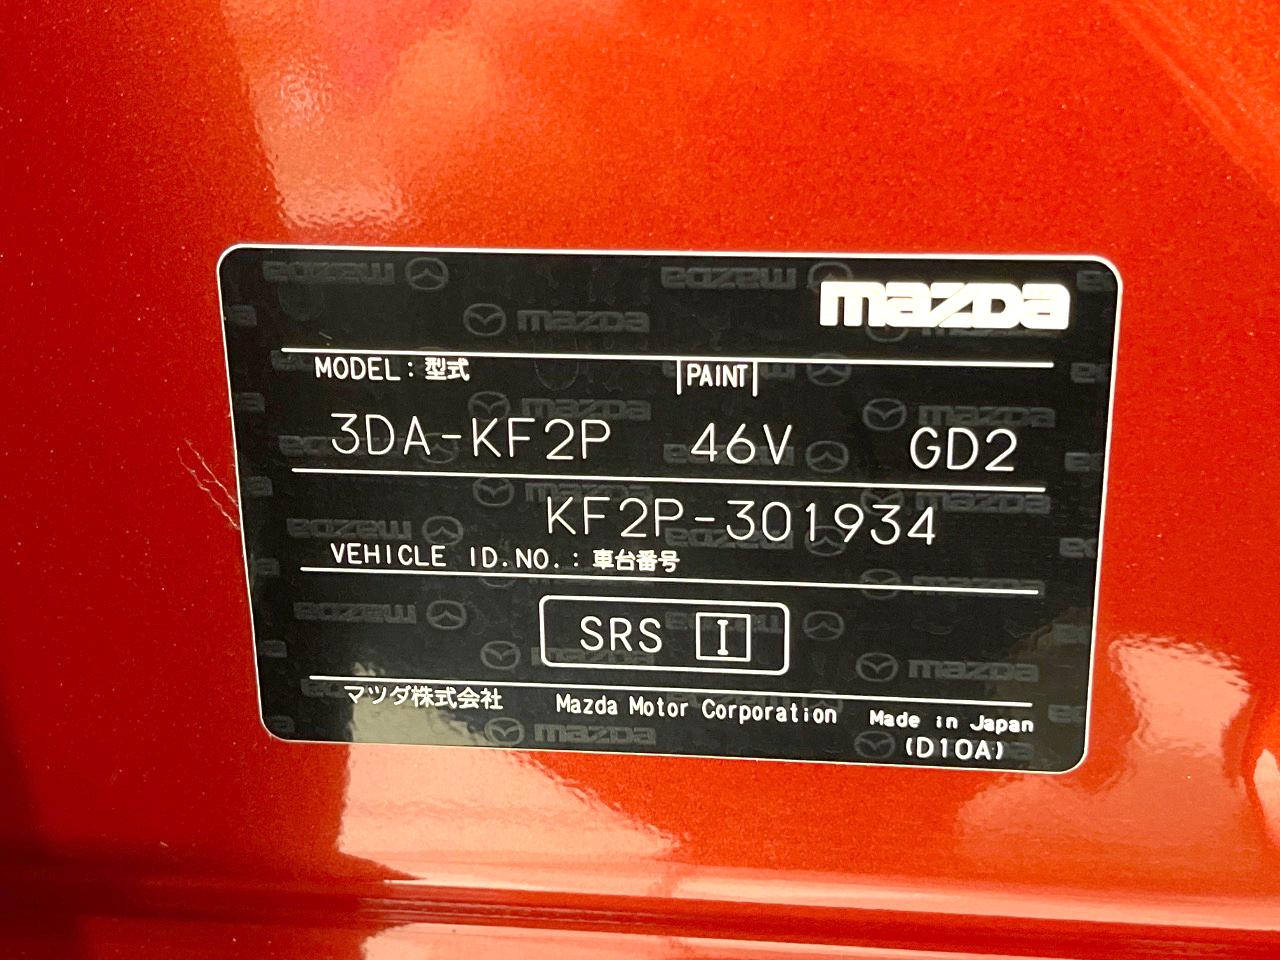 mazda
MODEL: 型式 PAINT
3DA-KF2P 46V GD2
KF2P-301934
VEHICLE ID.NO.: 車台番号
SRS I
マツダ株式会社 Mazda Motor Corporation Made in Japan
(D10A)